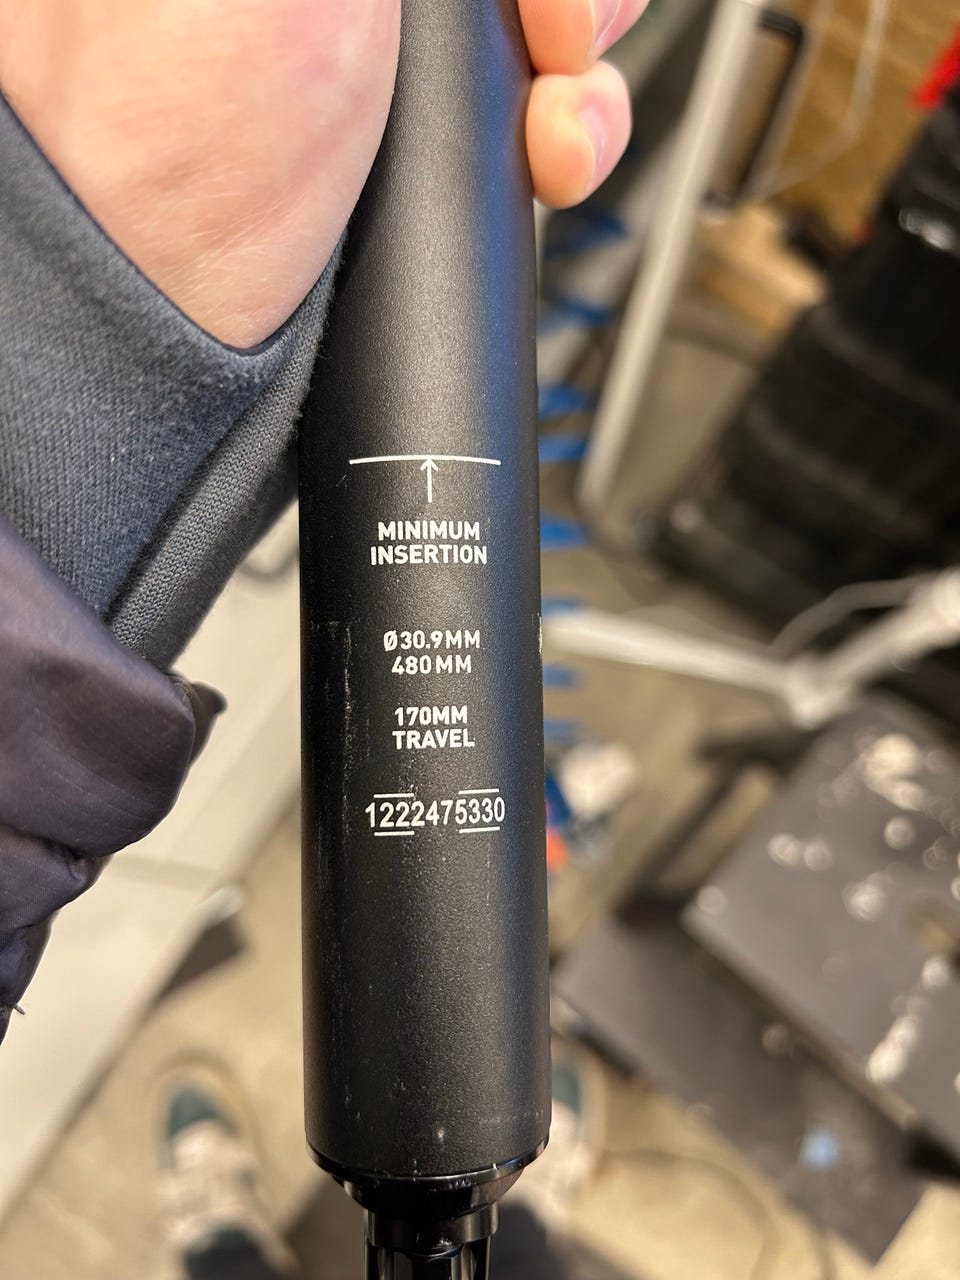 MINIMUM
INSERTION
Ø30.9MM
480MM
170MM
TRAVEL
1222475330